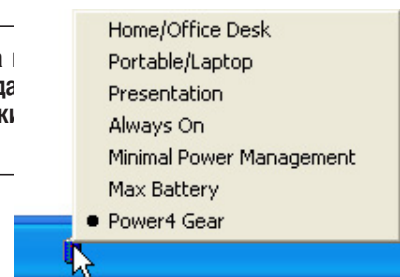 Home/Office Desk
Portable/Laptop
Presentation
Always On
Minimal Power Management
Max Battery
Power4 Gear